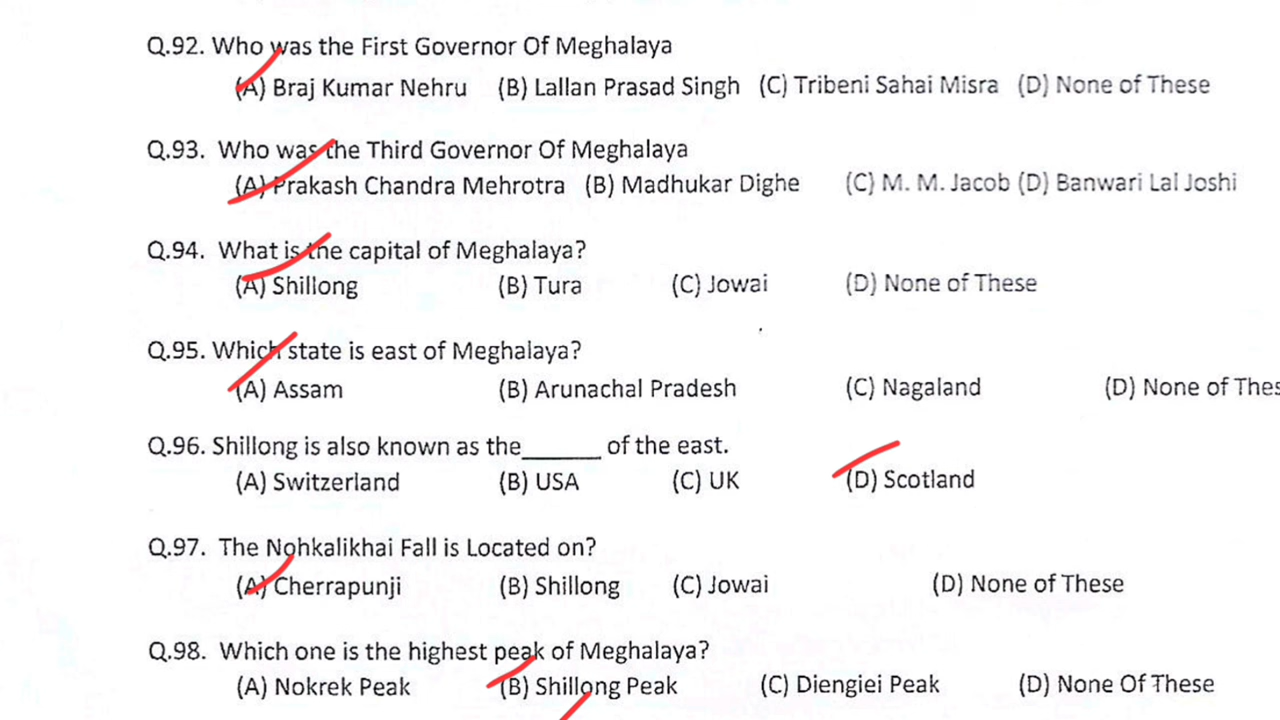 Q.92. Who was the First Governor Of Meghalaya
(A) Braj Kumar Nehru (B) Lallan Prasad Singh (C) Tribeni Sahai Misra (D) None of These
Q.93. Who was the Third Governor Of Meghalaya
(A) Prakash Chandra Mehrotra (B) Madhukar Dighe (C) M. M. Jacob (D) Banwari Lal Joshi
Q.94. What is the capital of Meghalaya?
(A) Shillong (B) Tura (C) Jowai (D) None of These
Q.95. Which state is east of Meghalaya?
(A) Assam (B) Arunachal Pradesh (C) Nagaland (D) None of Thes
Q.96. Shillong is also known as the______ of the east.
(A) Switzerland (B) USA (C) UK (D) Scotland
Q.97. The Nohkalikhai Fall is Located on?
(A) Cherrapunji (B) Shillong (C) Jowai (D) None of These
Q.98. Which one is the highest peak of Meghalaya?
(A) Nokrek Peak (B) Shillong Peak (C) Diengiei Peak (D) None Of These